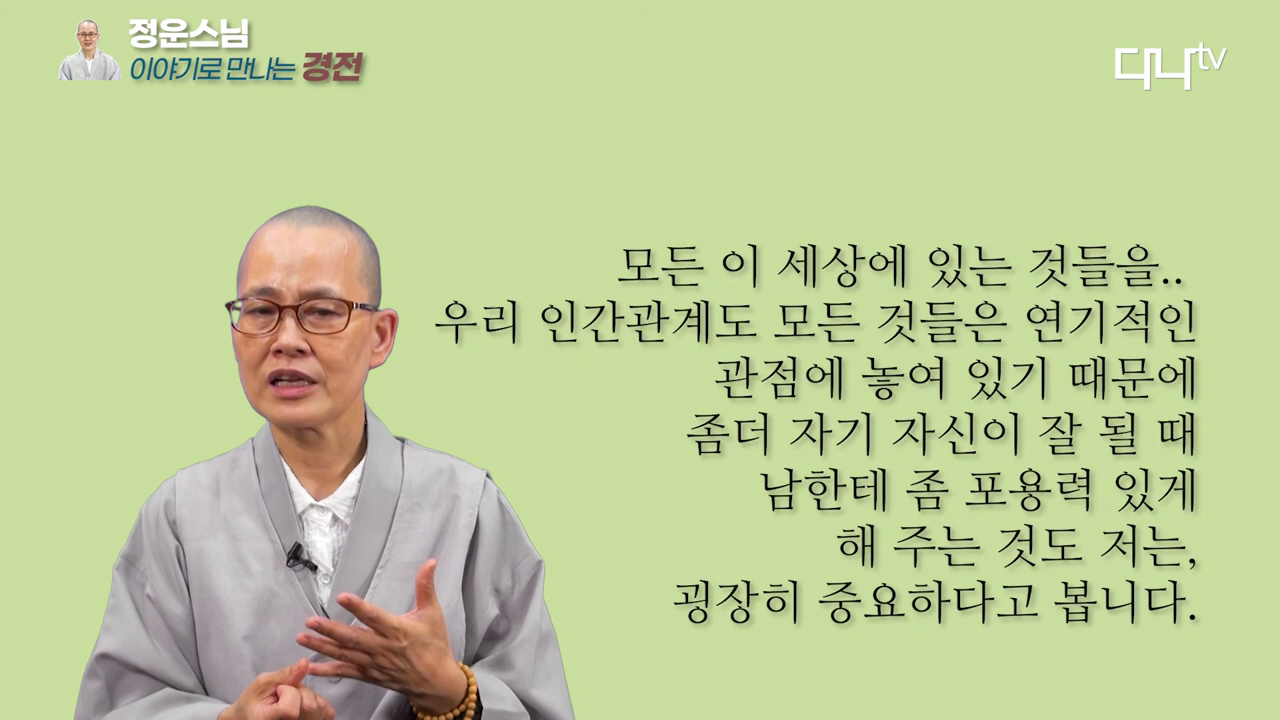 정운스님
이야기로 만나는 경전
디나tv
모든 이 세상에 있는 것들을..
우리 인간관계도 모든 것들은 연기적인
관점에 놓여 있기 때문에
좀더 자기 자신이 잘 될 때
남한테 좀 포용력 있게
해 주는 것도 저는,
굉장히 중요하다고 봅니다.